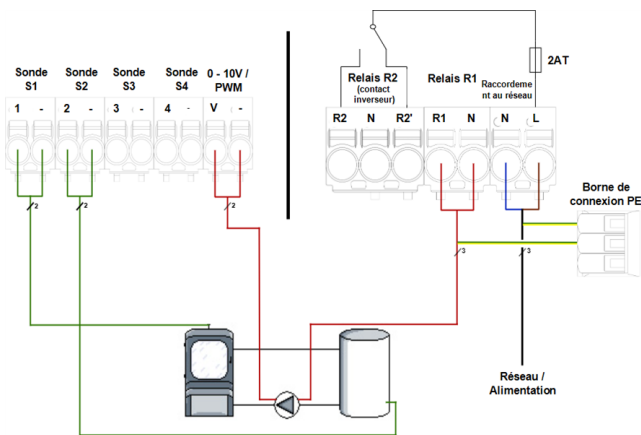 Sonde
S1
Sonde
S2
Sonde
S3
Sonde
S4
0 - 10V /
PWM
Relais R2
(contact
inverseur)
Relais R1
Raccordeme
nt au réseau
2AT
1 - 2 - 3 - 4 - V -
R2 N R2' R1 N N L
2
2
2
3
3
Borne de
connexion PE
Réseau /
Alimentation